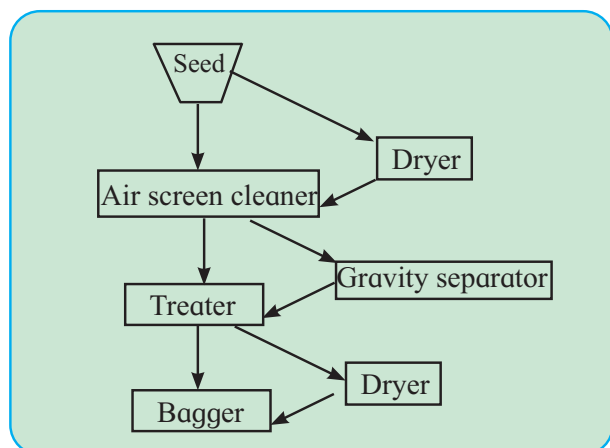 Seed
Dryer
Air screen cleaner
Gravity separator
Treater
Dryer
Bagger